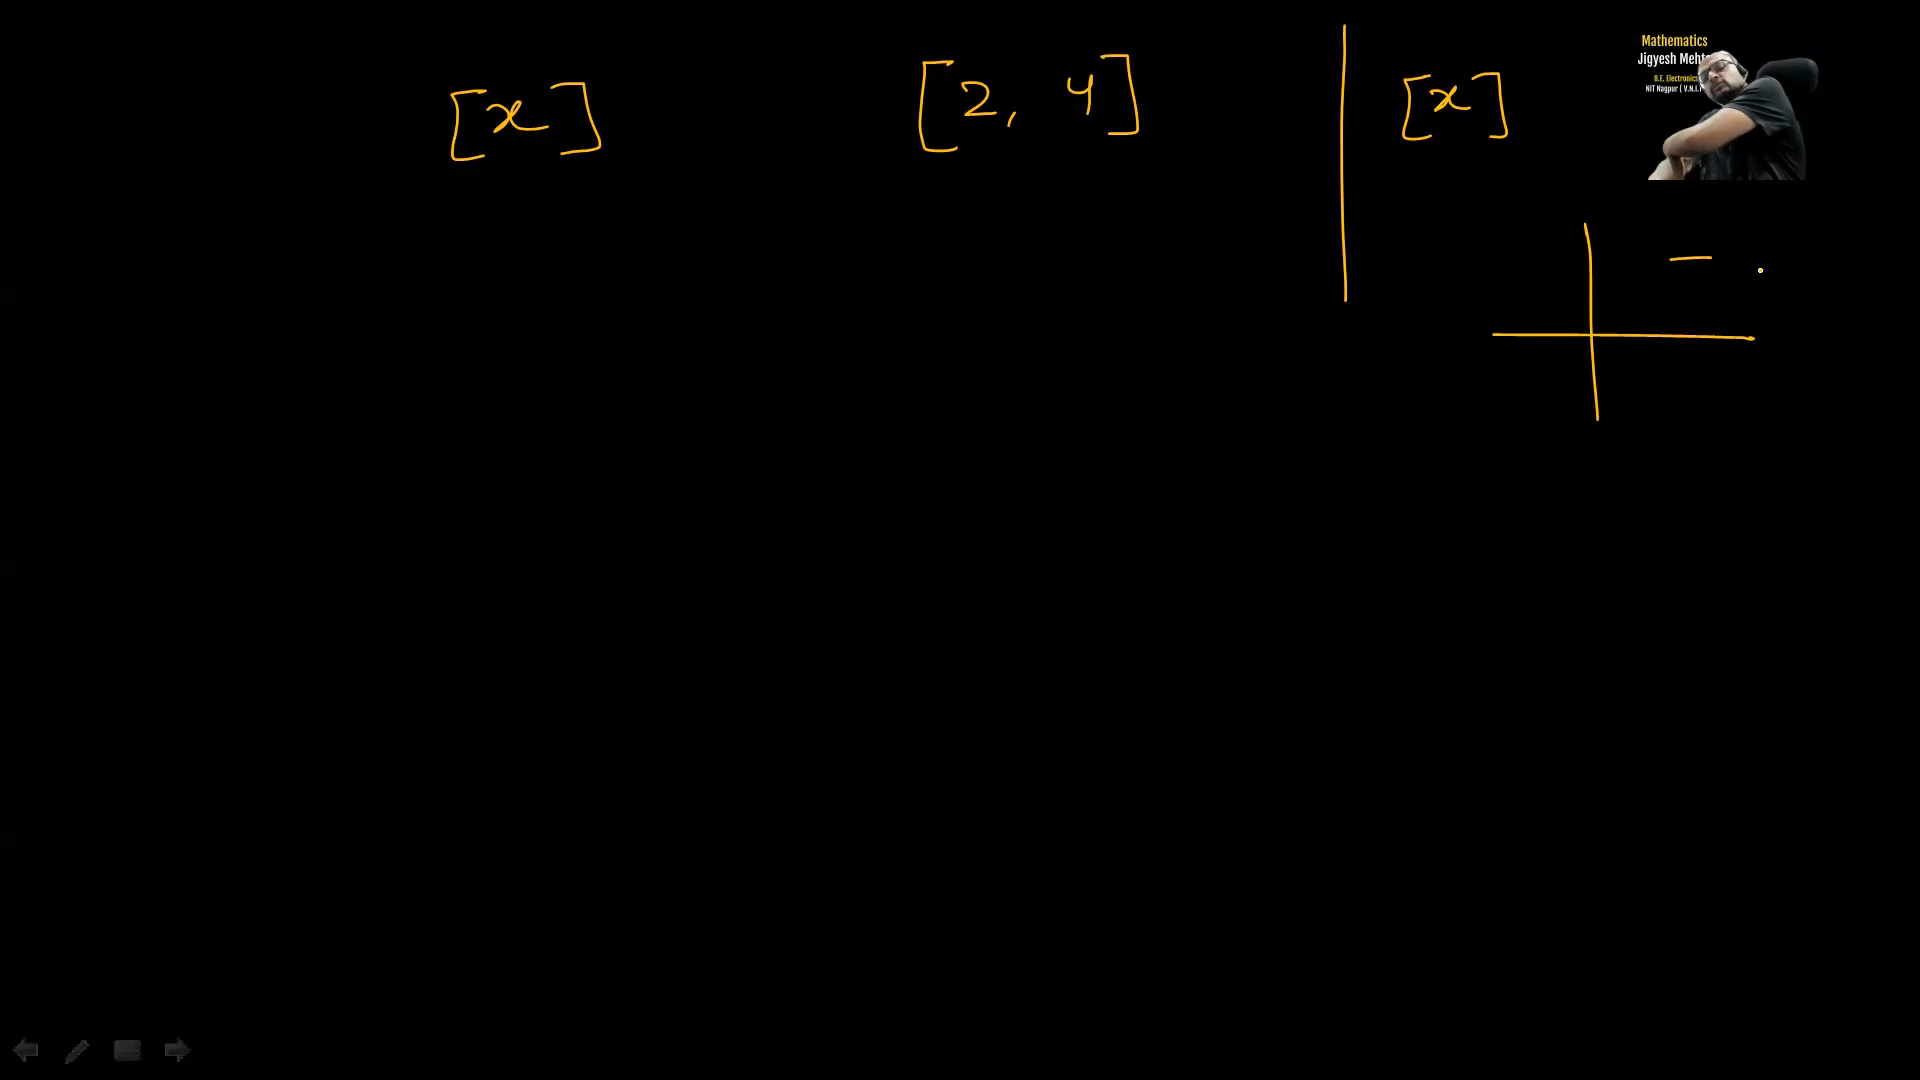 [x] [2, 4] [x]
Mathematics
Jigyesh Meht
B.E. Electronics
NIT Nagpur ( V.N.I.T